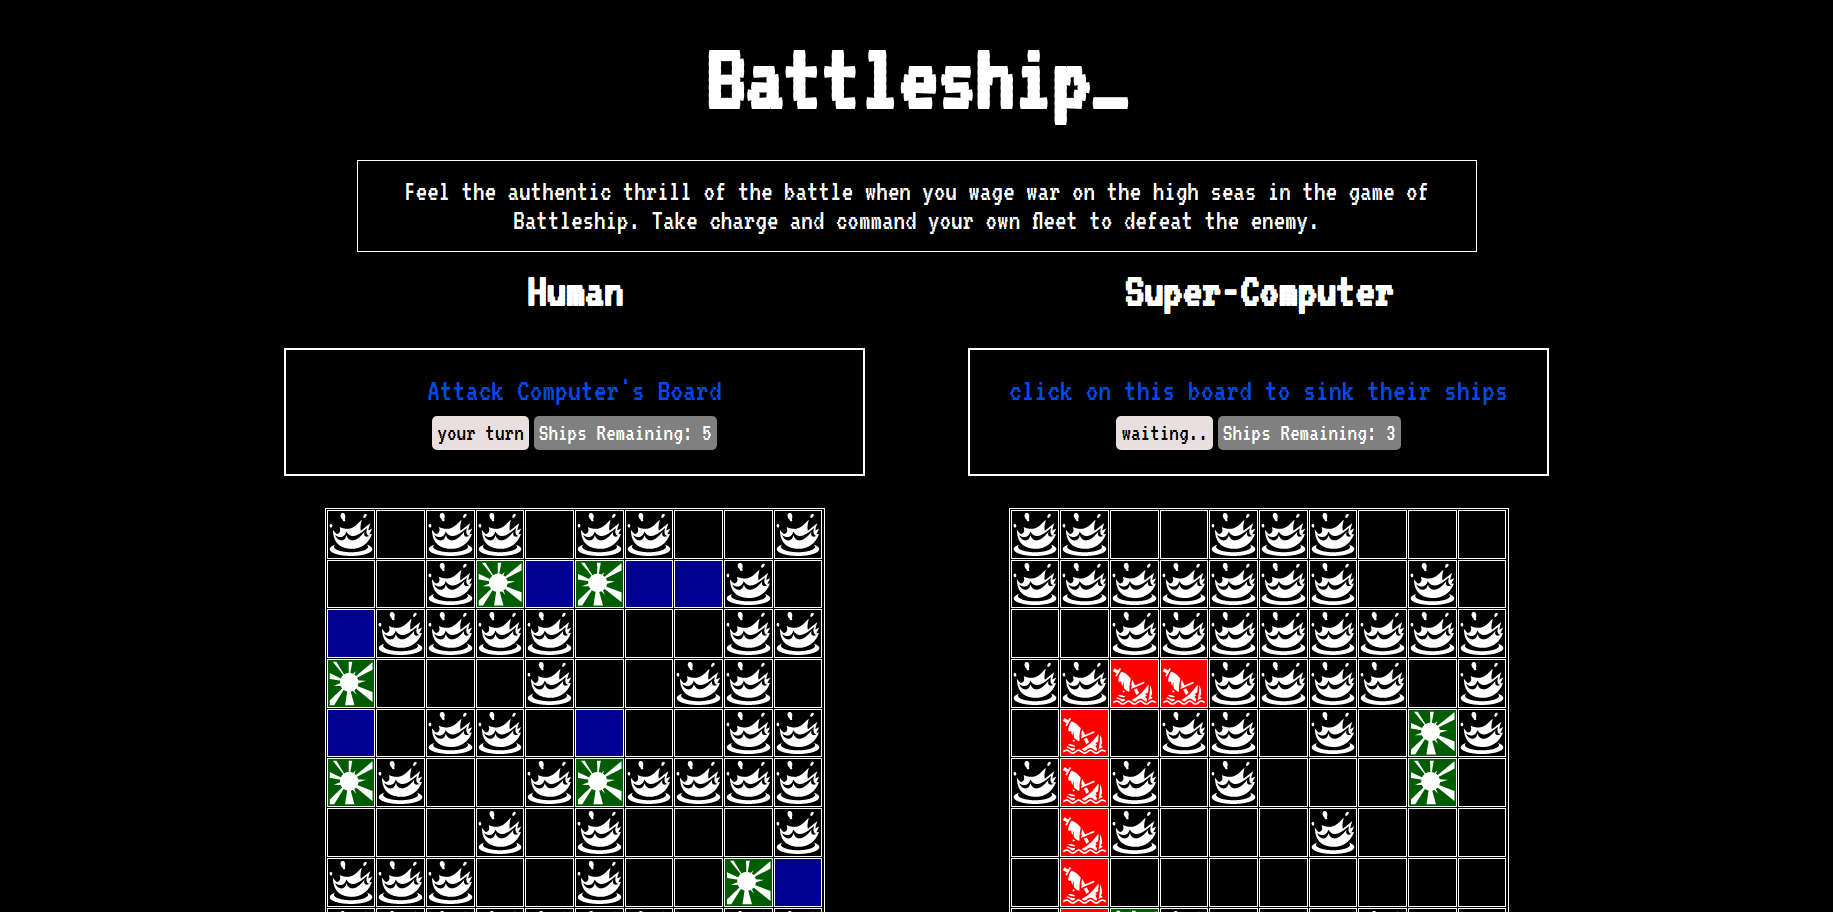 Battleship_
Feel the authentic thrill of the battle when you wage war on the high seas in the game of
Battleship. Take charge and command your own fleet to defeat the enemy.
Human
Super-Computer
Attack Computer's Board
your turn Ships Remaining: 5
click on this board to sink their ships
waiting.. Ships Remaining: 3